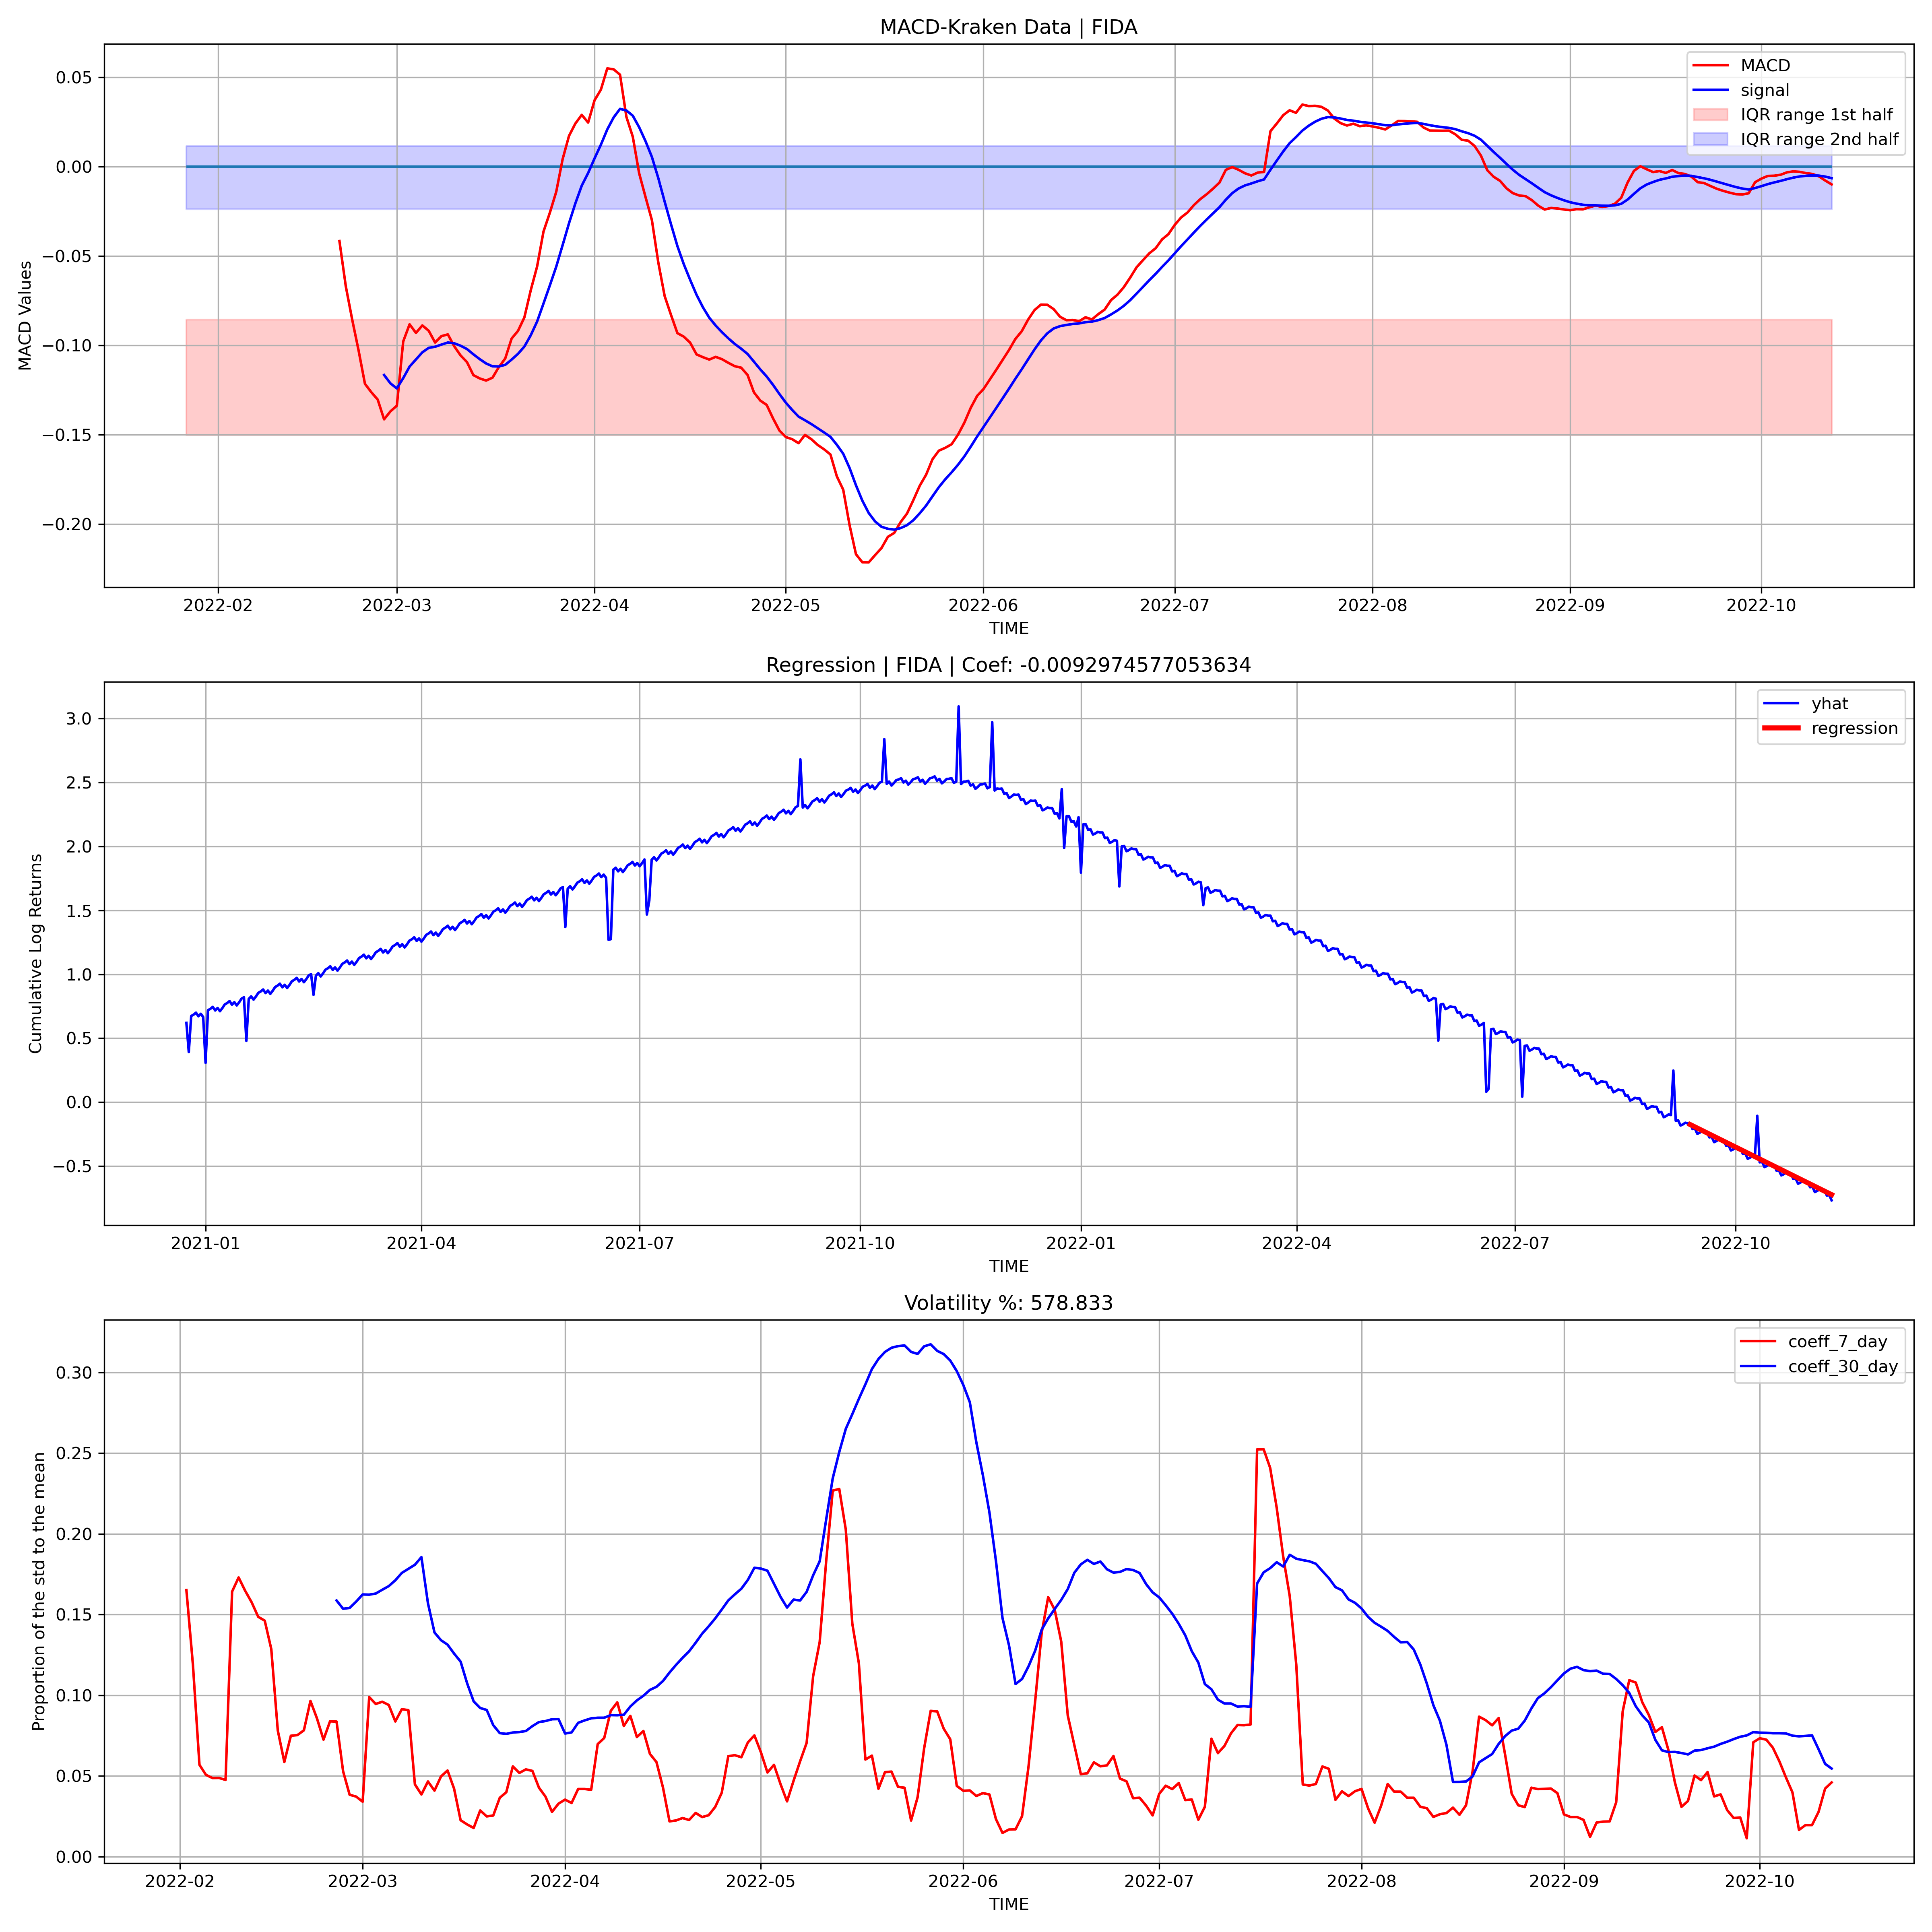 MACD-Kraken Data | FIDA
MACD
signal
IQR range 1st half
IQR range 2nd half
MACD Values
0.05
0.00
−0.05
−0.10
−0.15
−0.20
2022-02 2022-03 2022-04 2022-05 2022-06 2022-07 2022-08 2022-09 2022-10
TIME
Regression | FIDA | Coef: -0.0092974577053634
yhat
regression
Cumulative Log Returns
3.0
2.5
2.0
1.5
1.0
0.5
0.0
−0.5
2021-01 2021-04 2021-07 2021-10 2022-01 2022-04 2022-07 2022-10
TIME
Volatility %: 578.833
coeff_7_day
coeff_30_day
Proportion of the std to the mean
0.30
0.25
0.20
0.15
0.10
0.05
0.00
2022-02 2022-03 2022-04 2022-05 2022-06 2022-07 2022-08 2022-09 2022-10
TIME